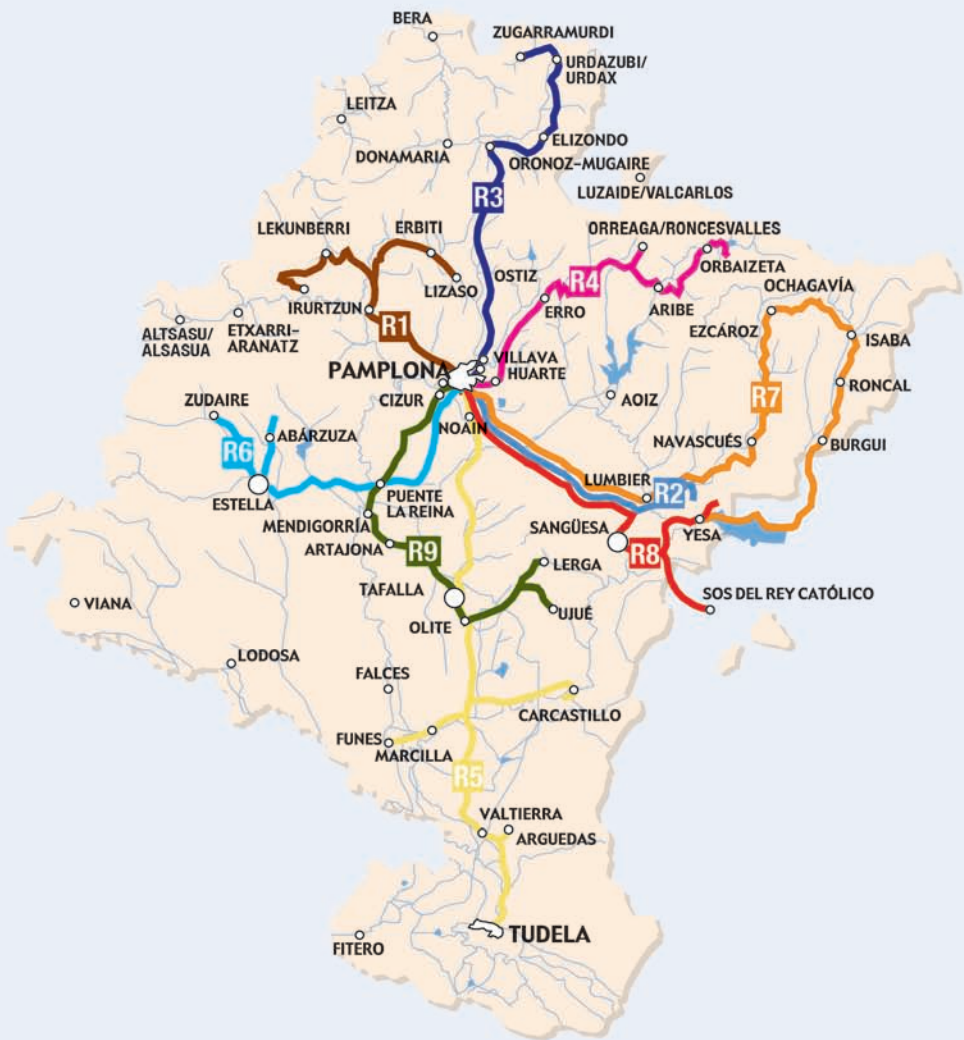 BERA
ZUGARRAMURDI
URDAZUBI/
URDAX
LEITZA
DONAMARIA
ELIZONDO
ORONOZ-MUGAIRE
R3
LUZAIDE/VALCARLOS
LEKUNBERRI
ERBITI
ORREAGA/RONCESVALLES
ORBAIZETA
OSTIZ
R4
LIZASO
OCHAGAVÍA
IRURTZUN
ERRO
ARIBE
EZCÁROZ
ALTSASU/
ALSASUA
ETXARRI-
ARANATZ
R1
ISABA
VILLAVA
PAMPLONA
HUARTE
RONCAL
CIZUR
AOIZ
R7
ZUDAIRE
NOÁIN
ABÁRZUZA
NAVASCUÉS
BURGUI
R6
LUMBIER
R2
ESTELLA
PUENTE
LA REINA
MENDIGORRÍA
SANGÜESA
YESA
ARTAJONA
R9
R8
LERGA
TAFALLA
SOS DEL REY CATÓLICO
VIANA
UJUÉ
OLITE
LODOSA
FALCES
CARCASTILLO
FUNES
MARCILLA
R5
VALTIERRA
ARGUEDAS
TUDELA
FITERO